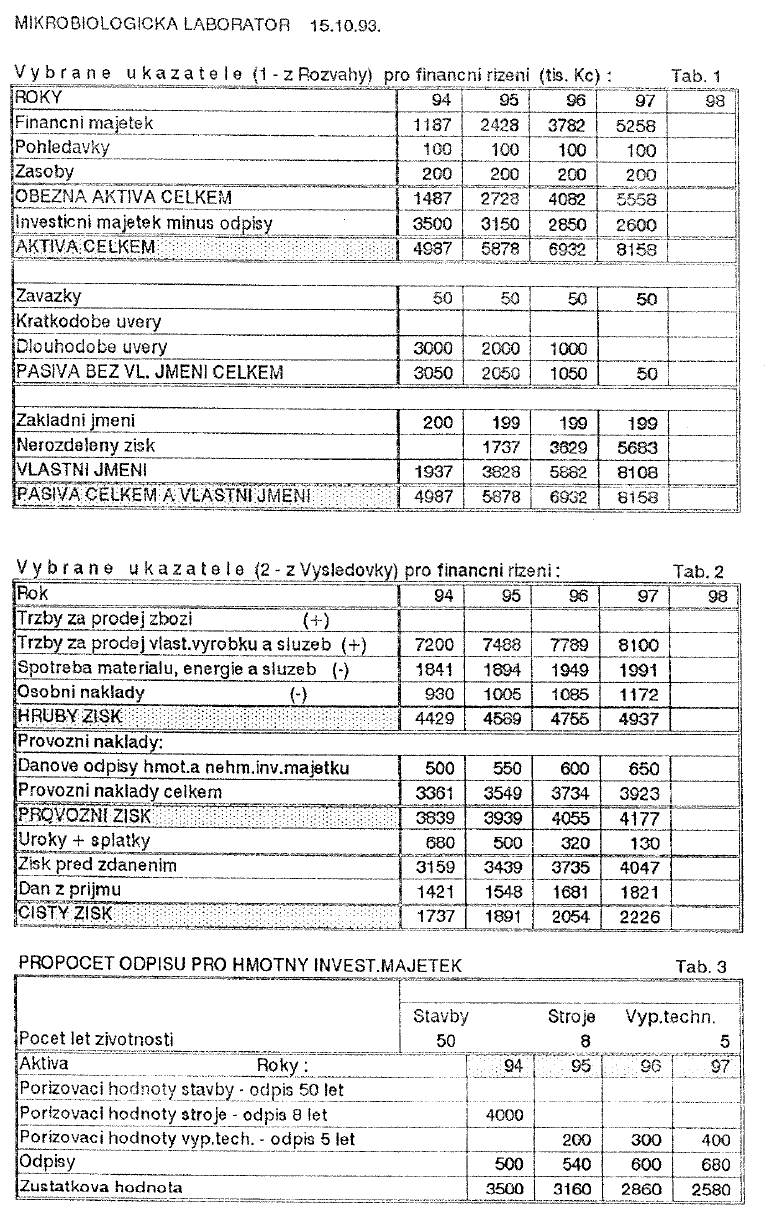 MIKROBIOLOGICKA LABORATOR 15.10.93.
Vybrane ukazatele (1 - z Rozvahy) pro financni rizeni (tis. Kc) : Tab. 1
ROKY 94 95 96 97 98
Financni majetek 1187 2428 3782 5258
Pohledavky 100 100 100 100
Zasoby 200 200 200 200
OBEZNA AKTIVA CELKEM 1487 2728 4082 5558
Investicni majetek minus odpisy 3500 3150 2850 2600
AKTIVA CELKEM 4987 5878 6932 8158
Zavazky 50 50 50 50
Kratkodobe uvery
Dlouhodobe uvery 3000 2000 1000
PASIVA BEZ VL. JMENI CELKEM 3050 2050 1050 50
Zakladni jmeni 200 199 199 199
Nerozdeleny zisk 1737 3629 5683
VLASTNI JMENI 1937 3828 5882 8108
PASIVA CELKEM A VLASTNI JMENI 4987 5878 6932 8158
Vybrane ukazatele (2 - z Vysledovky) pro financni rizeni : Tab. 2
Rok 94 95 96 97 98
Trzby za prodej zbozi (+)
Trzby za prodej vlast.vyrobku a sluzeb (+) 7200 7488 7789 8100
Spotreba materialu, energie a sluzeb (-) 1841 1894 1949 1991
Osobni naklady (-) 930 1005 1085 1172
HRUBY ZISK 4429 4589 4755 4937
Provozni naklady:
Danove odpisy hmot.a nehm.inv.majetku 500 550 600 650
Provozni naklady celkem 3361 3549 3734 3923
PROVOZNI ZISK 3839 3939 4055 4177
Uroky + splatky 680 500 320 130
Zisk pred zdanenim 3159 3439 3735 4047
Dan z prijmu 1421 1548 1681 1821
CISTY ZISK 1737 1891 2054 2226
PROPOCET ODPISU PRO HMOTNY INVEST.MAJETEK Tab. 3
Stavby Stroje Vyp.techn.
Pocet let zivotnosti 50 8 5
Aktiva Roky : 94 95 96 97
Porizovaci hodnoty stavby - odpis 50 let
Porizovaci hodnoty stroje - odpis 8 let 4000
Porizovaci hodnoty vyp.tech. - odpis 5 let 200 300 400
Odpisy 500 540 600 680
Zustatkova hodnota 3500 3160 2860 2580